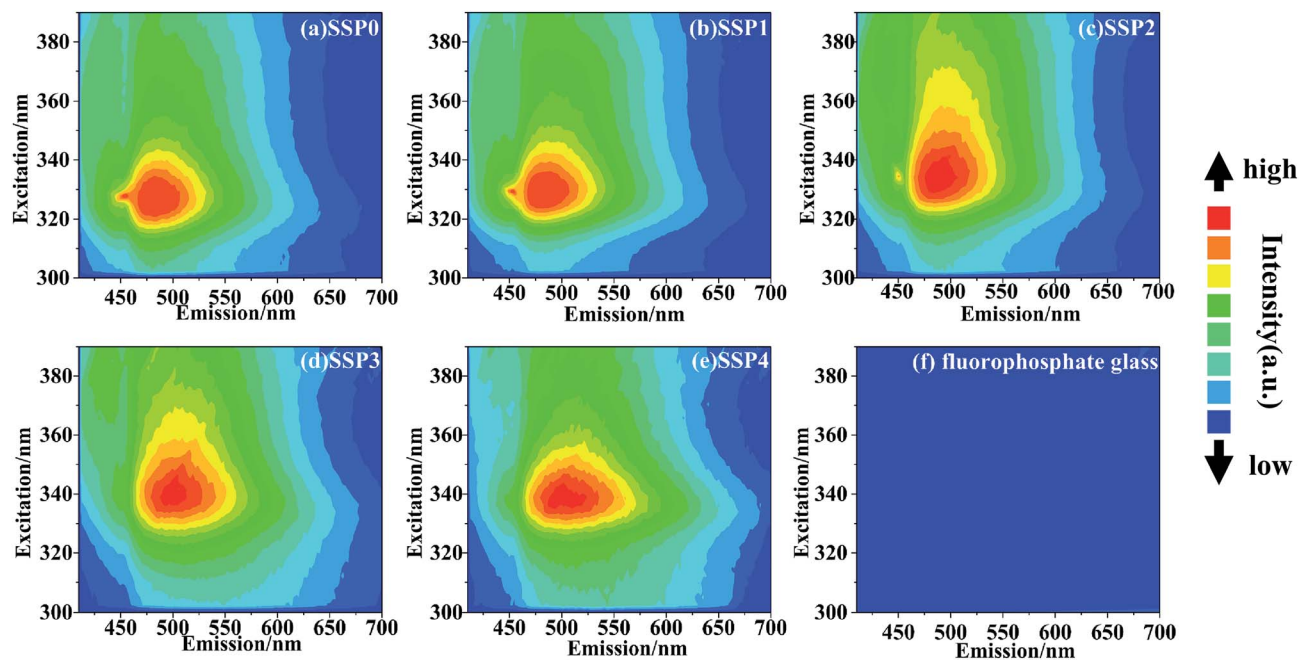 (a)SSP0
380
360
340
320
300
Excitation/nm
450 500 550 600 650 700
Emission/nm
(b)SSP1
380
360
340
320
300
Excitation/nm
450 500 550 600 650 700
Emission/nm
(c)SSP2
380
360
340
320
300
Excitation/nm
450 500 550 600 650 700
Emission/nm
(d)SSP3
380
360
340
320
300
Excitation/nm
450 500 550 600 650 700
Emission/nm
(e)SSP4
380
360
340
320
300
Excitation/nm
450 500 550 600 650 700
Emission/nm
(f) fluorophosphate glass
380
360
340
320
300
Excitation/nm
450 500 550 600 650 700
Emission/nm
high
Intensity(a.u.)
low